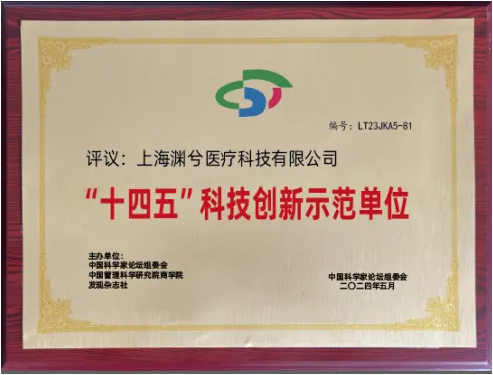 编号：LT23JKA5-81
评议：上海渊兮医疗科技有限公司
“十四五”科技创新示范单位
主办单位：
中国科学家论坛组委会
中国管理科学研究院商学院
发现杂志社
中国科学家论坛组委会
二〇二四年五月